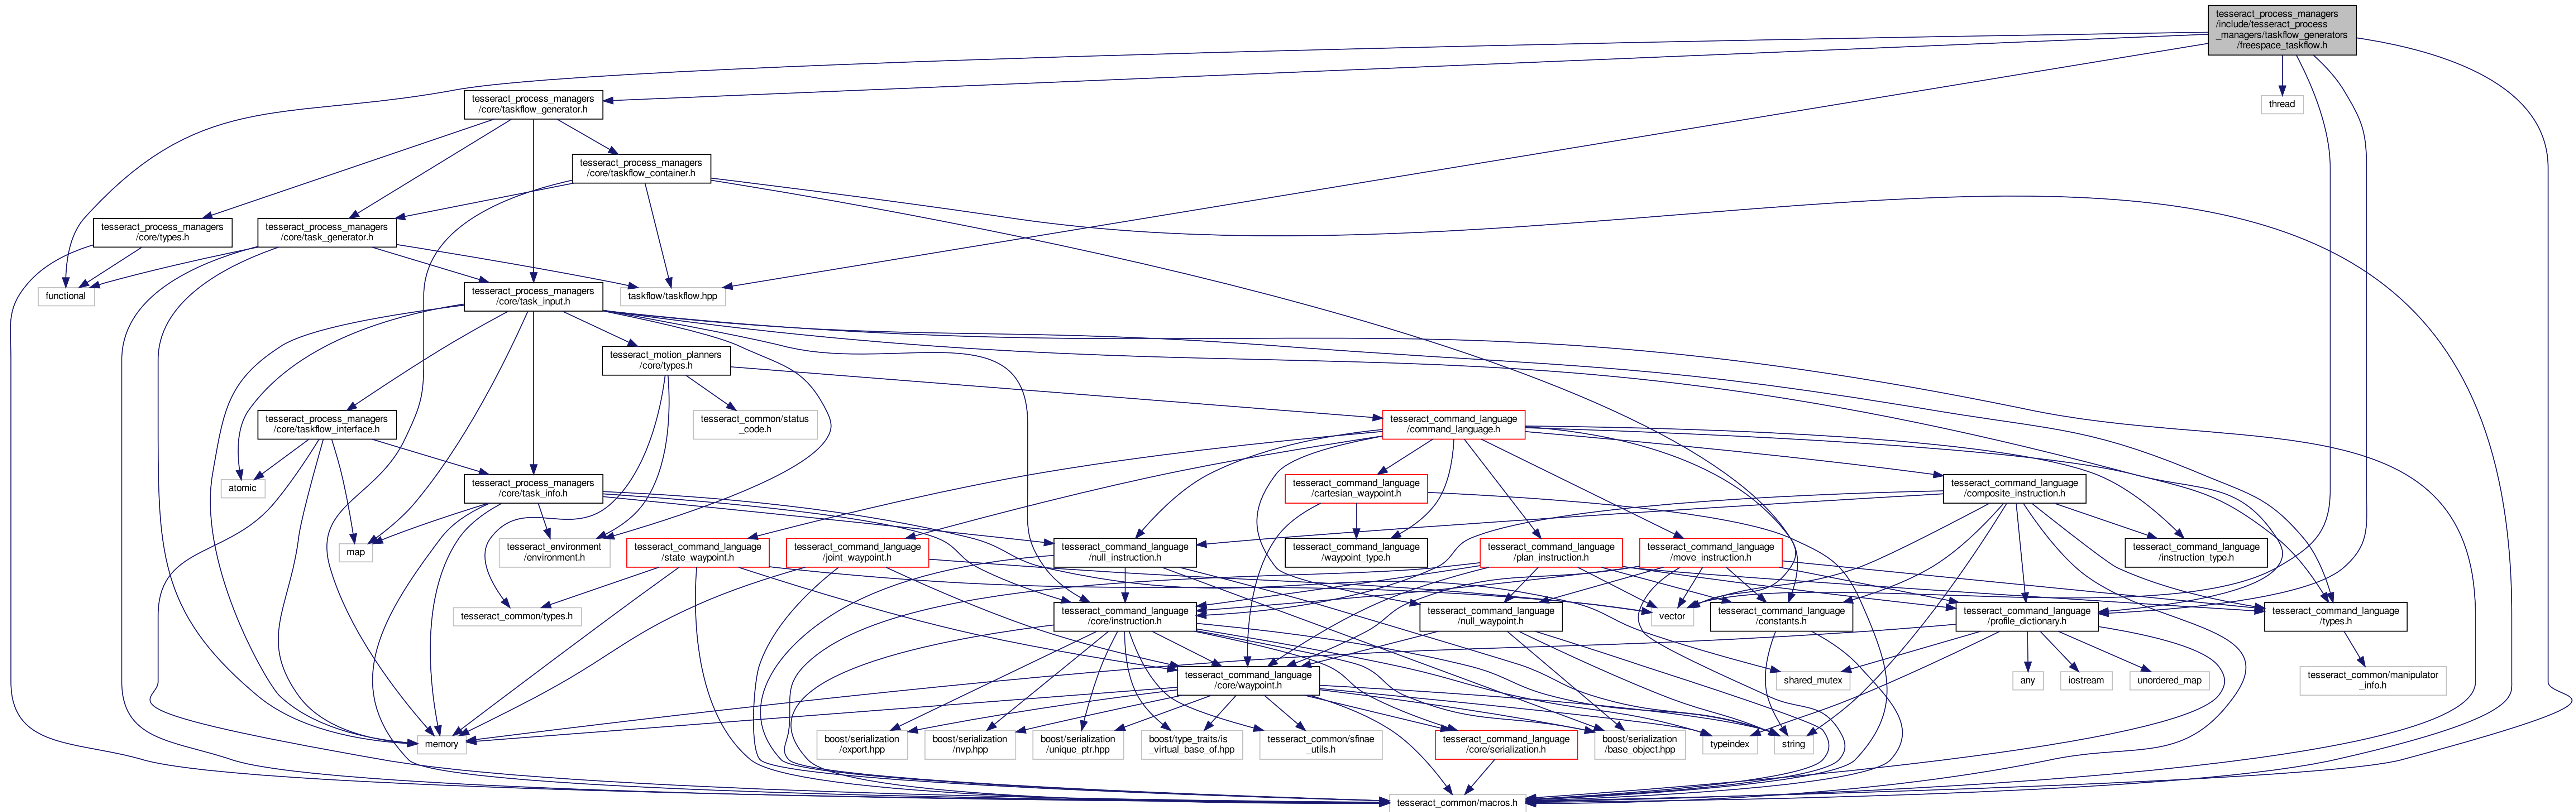 tesseract_process_managers
/include/tesseract_process
_managers/taskflow_generators
/freespace_taskflow.h
tesseract_process_managers
/core/taskflow_generator.h
thread
tesseract_process_managers
/core/taskflow_container.h
tesseract_process_managers
/core/types.h
tesseract_process_managers
/core/task_generator.h
functional
tesseract_process_managers
/core/task_input.h
taskflow/taskflow.hpp
tesseract_motion_planners
/core/types.h
tesseract_process_managers
/core/taskflow_interface.h
tesseract_common/status
_code.h
tesseract_command_language
/command_language.h
atomic
tesseract_process_managers
/core/task_info.h
tesseract_command_language
/cartesian_waypoint.h
tesseract_command_language
/composite_instruction.h
map
tesseract_environment
/environment.h
tesseract_command_language
/state_waypoint.h
tesseract_command_language
/joint_waypoint.h
tesseract_command_language
/null_instruction.h
tesseract_command_language
/waypoint_type.h
tesseract_command_language
/plan_instruction.h
tesseract_command_language
/move_instruction.h
tesseract_command_language
/instruction_type.h
tesseract_common/types.h
tesseract_command_language
/core/instruction.h
tesseract_command_language
/null_waypoint.h
vector
tesseract_command_language
/constants.h
tesseract_command_language
/profile_dictionary.h
tesseract_command_language
/types.h
tesseract_command_language
/core/waypoint.h
shared_mutex
any
iostream
unordered_map
tesseract_common/manipulator
_info.h
memory
boost/serialization
/export.hpp
boost/serialization
/nvp.hpp
boost/serialization
/unique_ptr.hpp
boost/type_traits/is
_virtual_base_of.hpp
tesseract_common/sfinae
_utils.h
tesseract_command_language
/core/serialization.h
boost/serialization
/base_object.hpp
typeindex
string
tesseract_common/macros.h